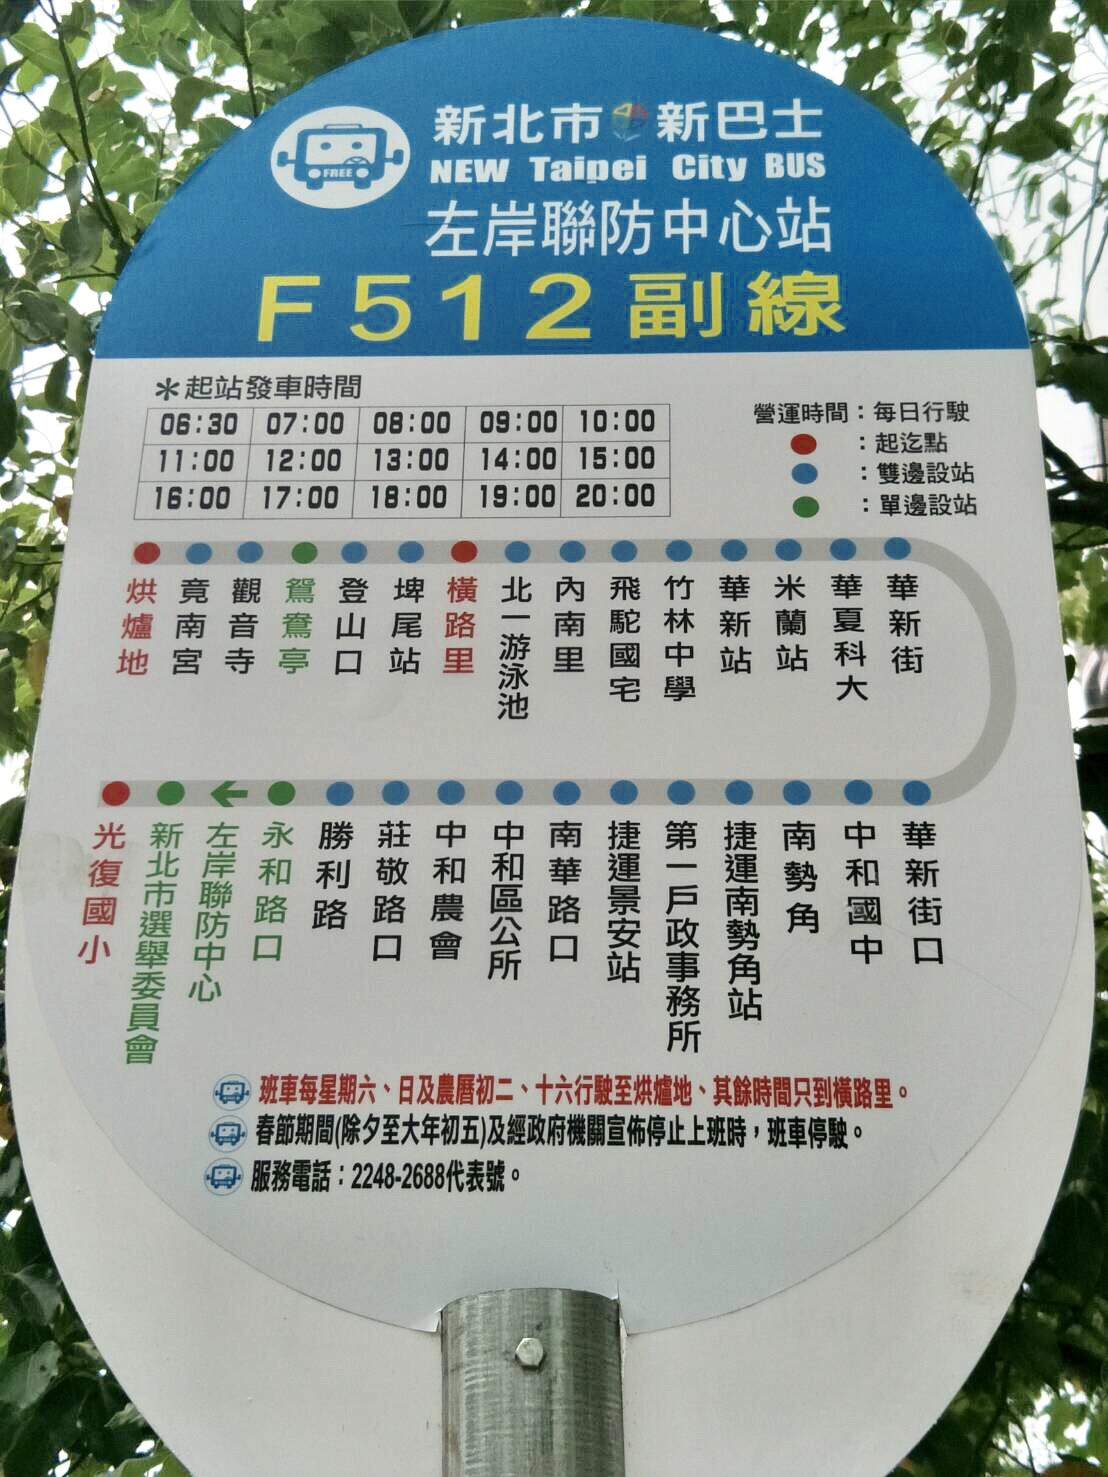 新北市 新巴士
FREE
NEW Taipei City BUS
左岸聯防中心站
F512副線
＊起站發車時間
06:30 07:00 08:00 09:00 10:00
11:00 12:00 13:00 14:00 15:00
16:00 17:00 18:00 19:00 20:00
營運時間：每日行駛
：起迄點
：雙邊設站
：單邊設站
烘爐地
竟南宮
觀音寺
鴛鴦亭
登山口
埤尾站
橫路里
北一游泳池
內南里
飛駝國宅
竹林中學
華新站
米蘭站
華夏科大
華新街
光復國小
新北市選舉委員會
左岸聯防中心
永和路口
勝利路
莊敬路口
中和農會
中和區公所
南華路口
捷運景安站
第一戶政事務所
捷運南勢角站
南勢角
中和國中
華新街口
班車每星期六、日及農曆初二、十六行駛至烘爐地、其餘時間只到橫路里。
春節期間(除夕至大年初五)及經政府機關宣佈停止上班時，班車停駛。
服務電話：2248-2688代表號。